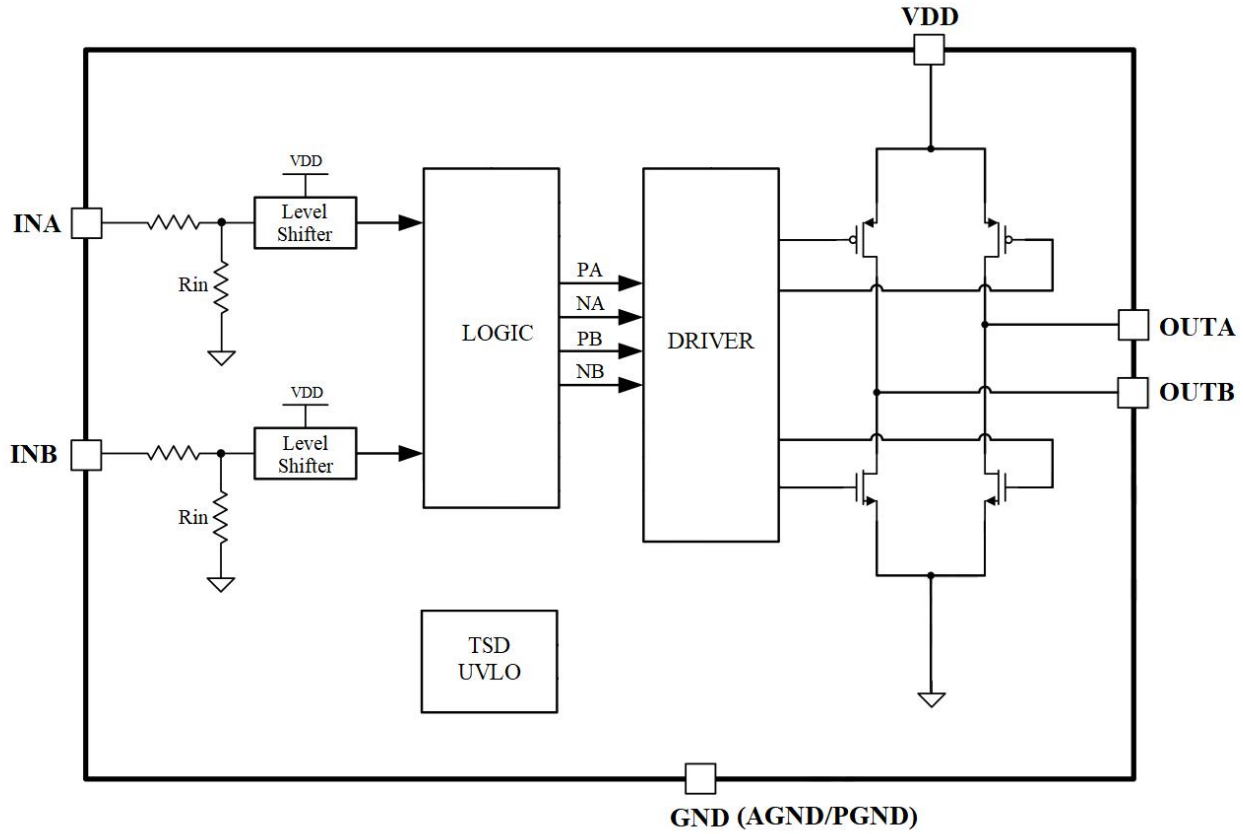 VDD
VDD
INA
Level
Shifter
Rin
PA
NA
LOGIC
DRIVER
OUTA
PB
NB
VDD
OUTB
INB
Level
Shifter
Rin
TSD
UVLO
GND (AGND/PGND)